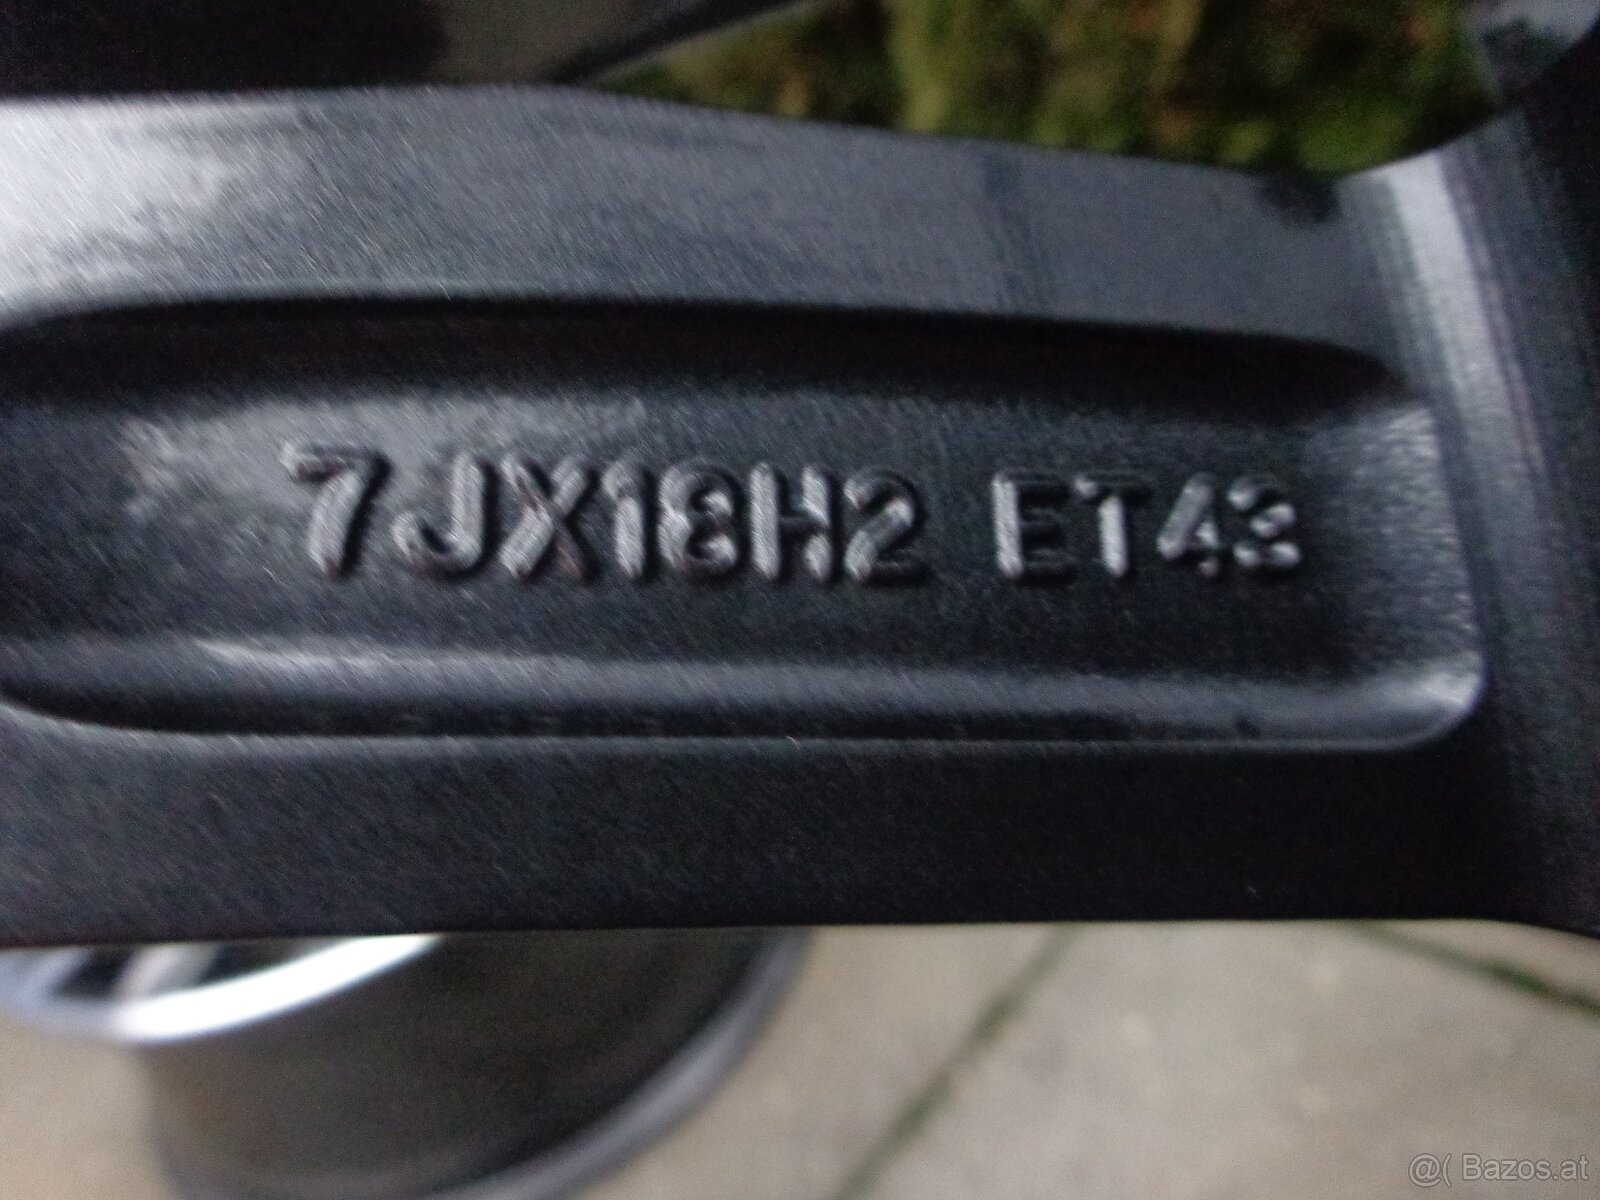 7JX18H2 ET43
@( Bazos.at